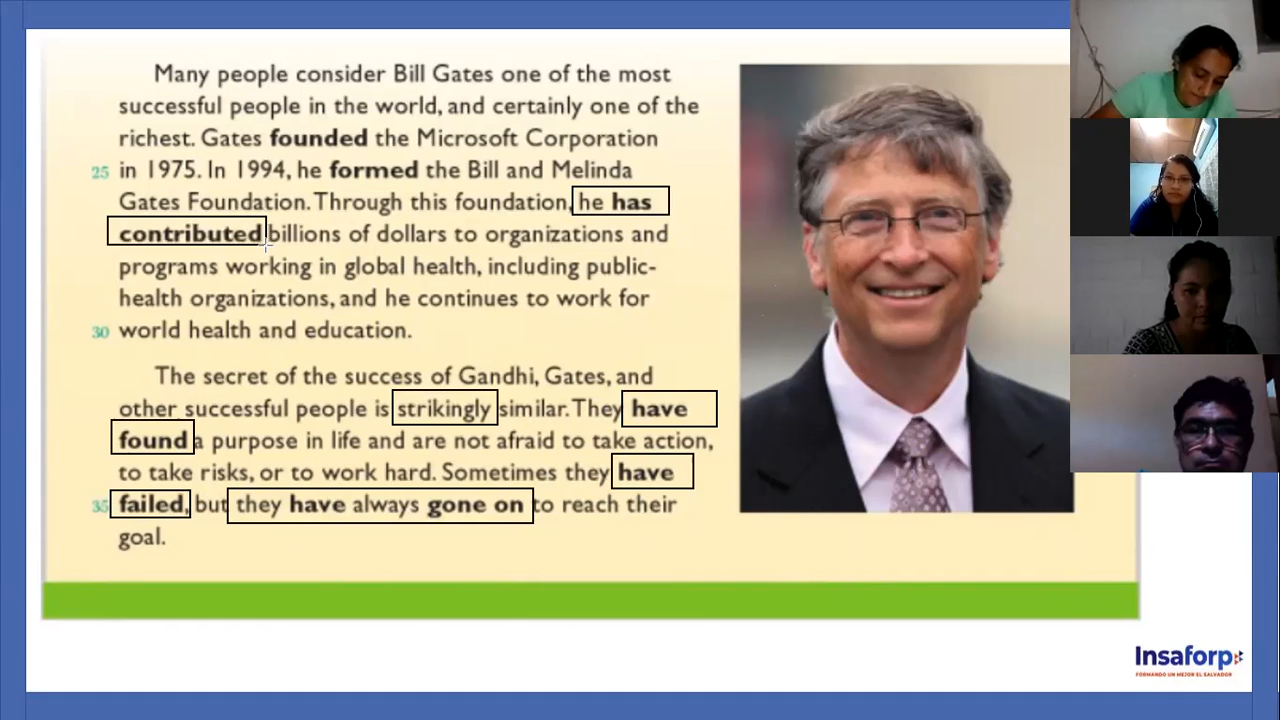 Many people consider Bill Gates one of the most
successful people in the world, and certainly one of the
richest. Gates founded the Microsoft Corporation
25 in 1975. In 1994, he formed the Bill and Melinda
Gates Foundation. Through this foundation, he has
contributed billions of dollars to organizations and
programs working in global health, including public-
health organizations, and he continues to work for
30 world health and education.
The secret of the success of Gandhi, Gates, and
other successful people is strikingly similar. They have
found a purpose in life and are not afraid to take action,
to take risks, or to work hard. Sometimes they have
35 failed, but they have always gone on to reach their
goal.
Insaforp
FORMANDO UN MEJOR EL SALVADOR